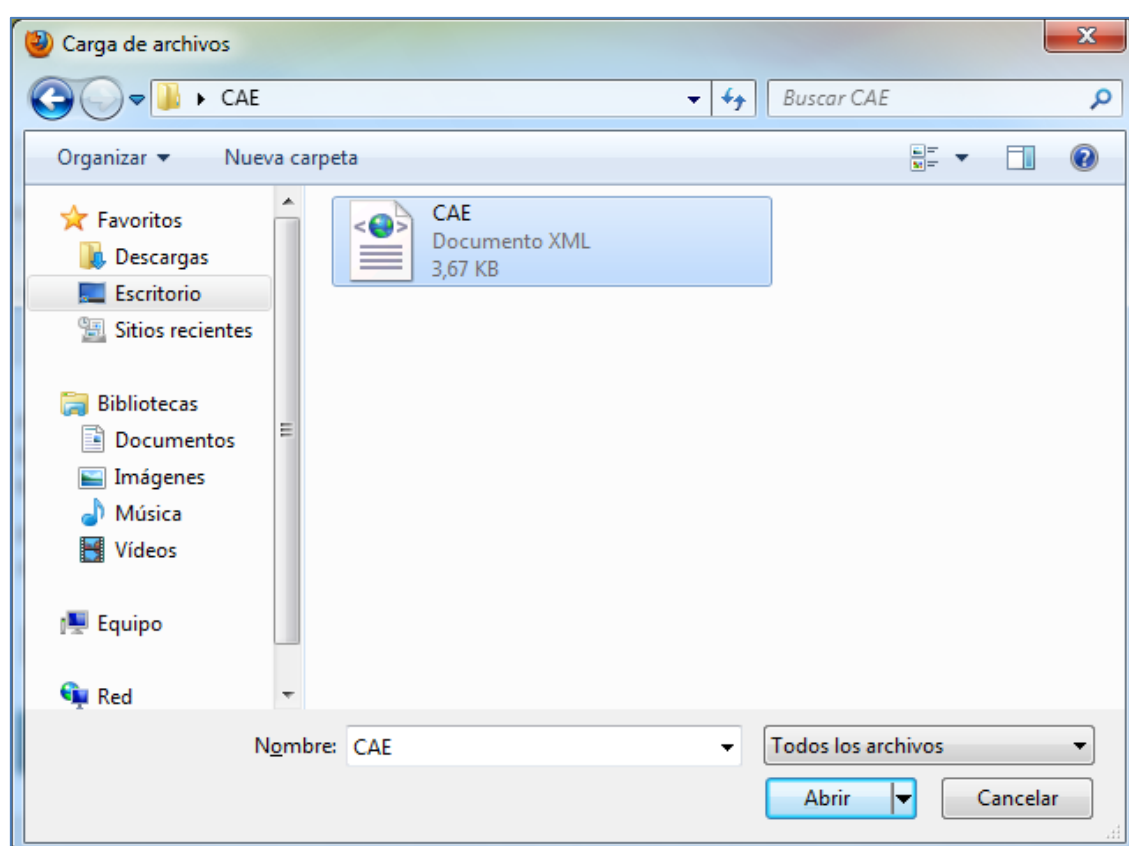 Carga de archivos
CAE
Buscar CAE
Organizar
Nueva carpeta
Favoritos
Descargas
Escritorio
Sitios recientes
Bibliotecas
Documentos
Imágenes
Música
Vídeos
Equipo
Red
CAE
Documento XML
3,67 KB
Nombre: CAE
Todos los archivos
Abrir
Cancelar